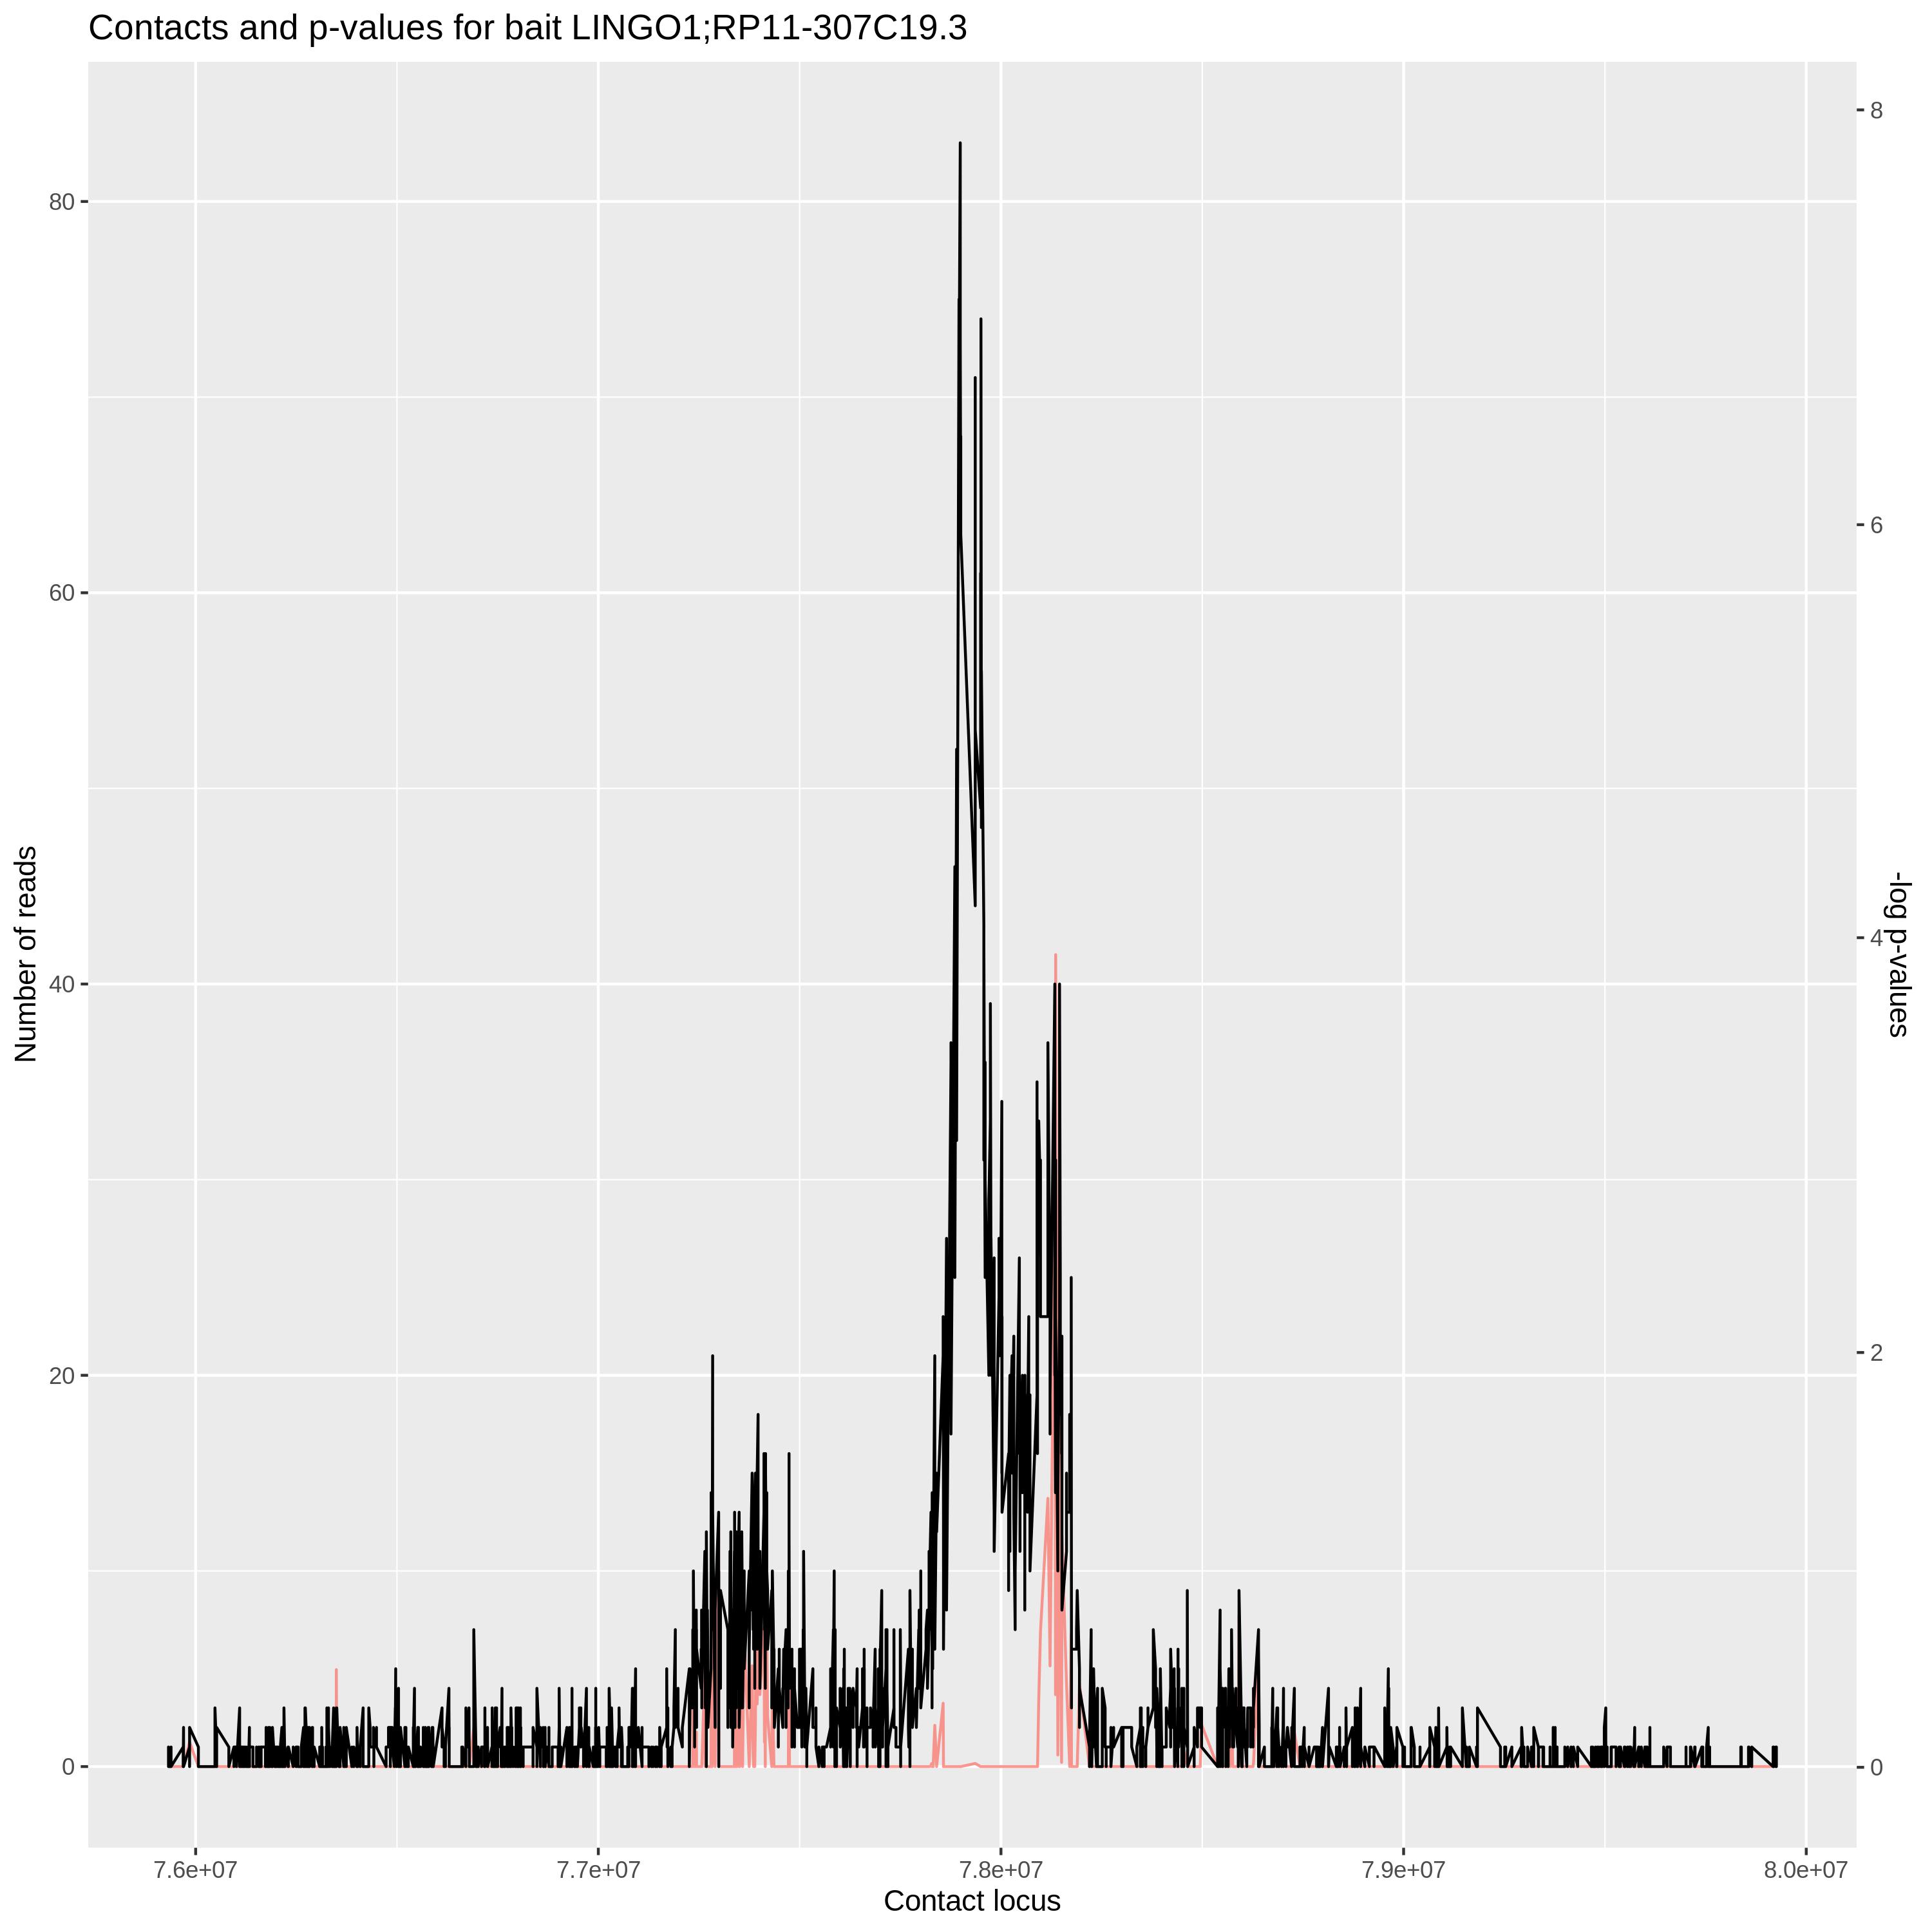 Contacts and p-values for bait LINGO1;RP11-307C19.3
Number of reads
80
60
40
20
0
8
6
4
2
0
-log p-values
7.6e+07 7.7e+07 7.8e+07 7.9e+07 8.0e+07
Contact locus